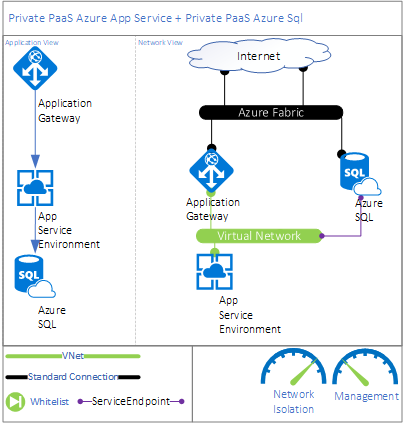 Private PaaS Azure App Service + Private PaaS Azure Sql
Application View
Application
Gateway
App
Service
Environment
SQL
Azure
SQL
Network View
Internet
Azure Fabric
Application
Gateway
SQL
Azure
SQL
Virtual Network
App
Service
Environment
VNet
Standard Connection
Whitelist
ServiceEndpoint
Network
Isolation
Management